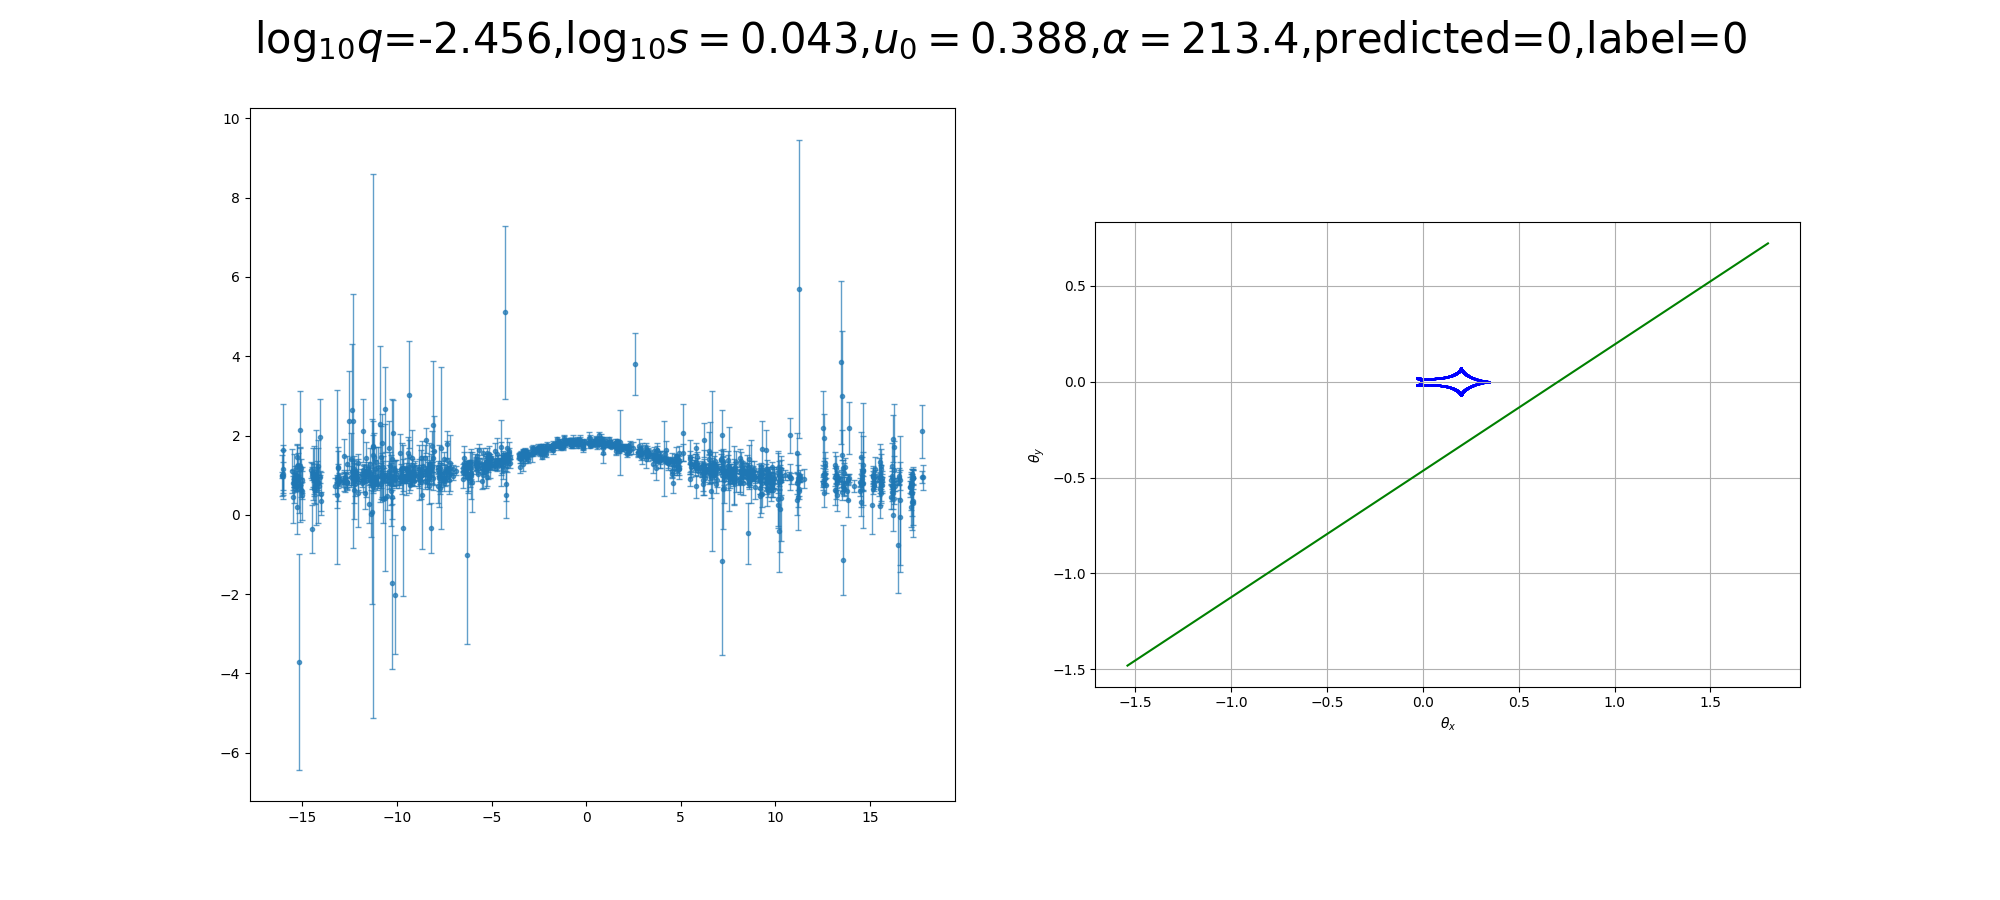 log₁₀q=-2.456,log₁₀s = 0.043,u₀ = 0.388,α = 213.4,predicted=0,label=0
10
8
6
4
2
0
−2
−4
−6
−15 −10 −5 0 5 10 15
0.5
0.0
−0.5
−1.0
−1.5
θ_y
−1.5 −1.0 −0.5 0.0 0.5 1.0 1.5
θ_x